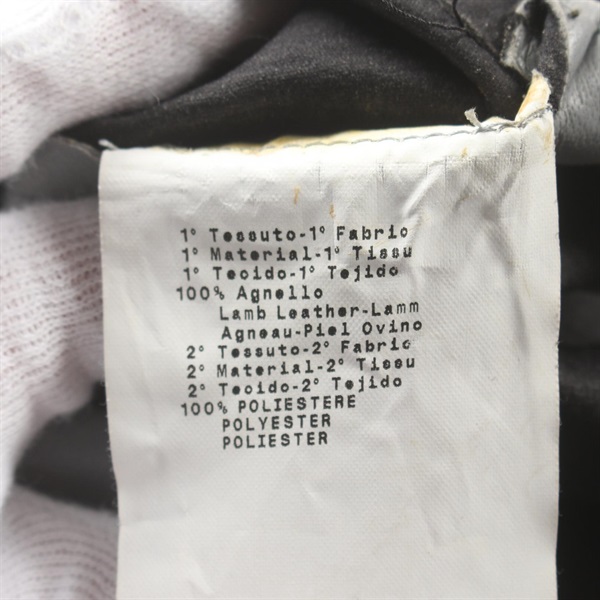 1° Tessuto-1° Fabric
1° Material-1° Tissu
1° Tecido-1° Tejido
100% Agnello
Lamb Leather-Lamm
Agneau-Piel Ovino
2° Tessuto-2° Fabric
2° Material-2° Tissu
2° Tecido-2° Tejido
100% POLIESTERE
POLYESTER
POLIESTER